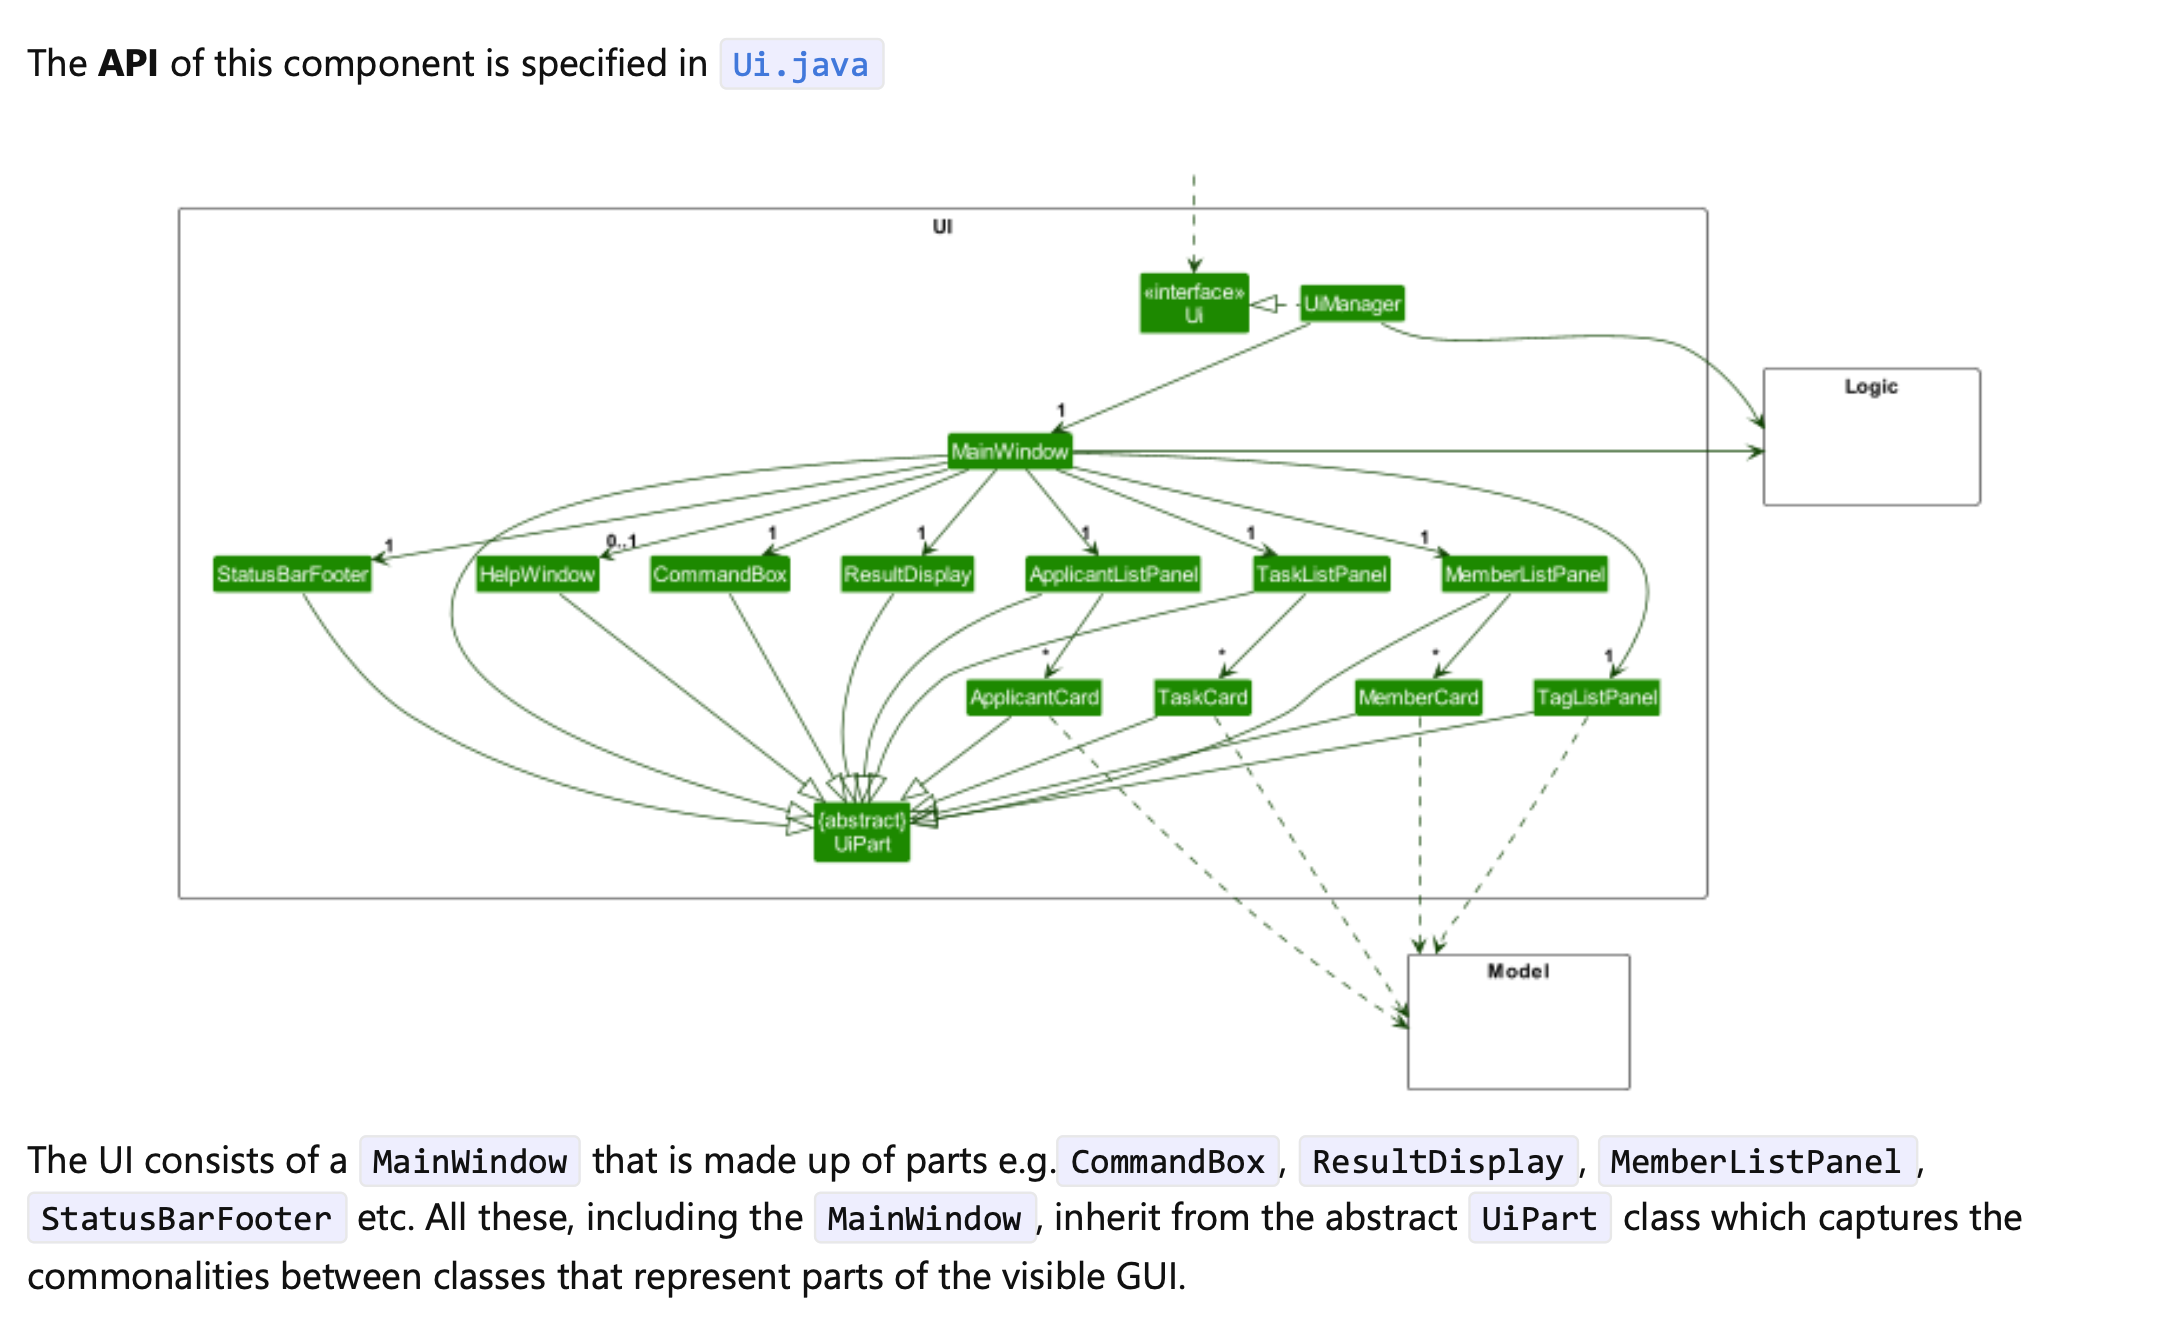 The API of this component is specified in Ui.java
UI
«interface»
Ui
UiManager
Logic
1
MainWindow
1
0..1
1
1
1
1
1
StatusBarFooter
HelpWindow
CommandBox
ResultDisplay
ApplicantListPanel
TaskListPanel
MemberListPanel
*
*
*
1
ApplicantCard
TaskCard
MemberCard
TagListPanel
{abstract}
UiPart
Model
The UI consists of a MainWindow that is made up of parts e.g. CommandBox, ResultDisplay, MemberListPanel,
StatusBarFooter etc. All these, including the MainWindow, inherit from the abstract UiPart class which captures the
commonalities between classes that represent parts of the visible GUI.